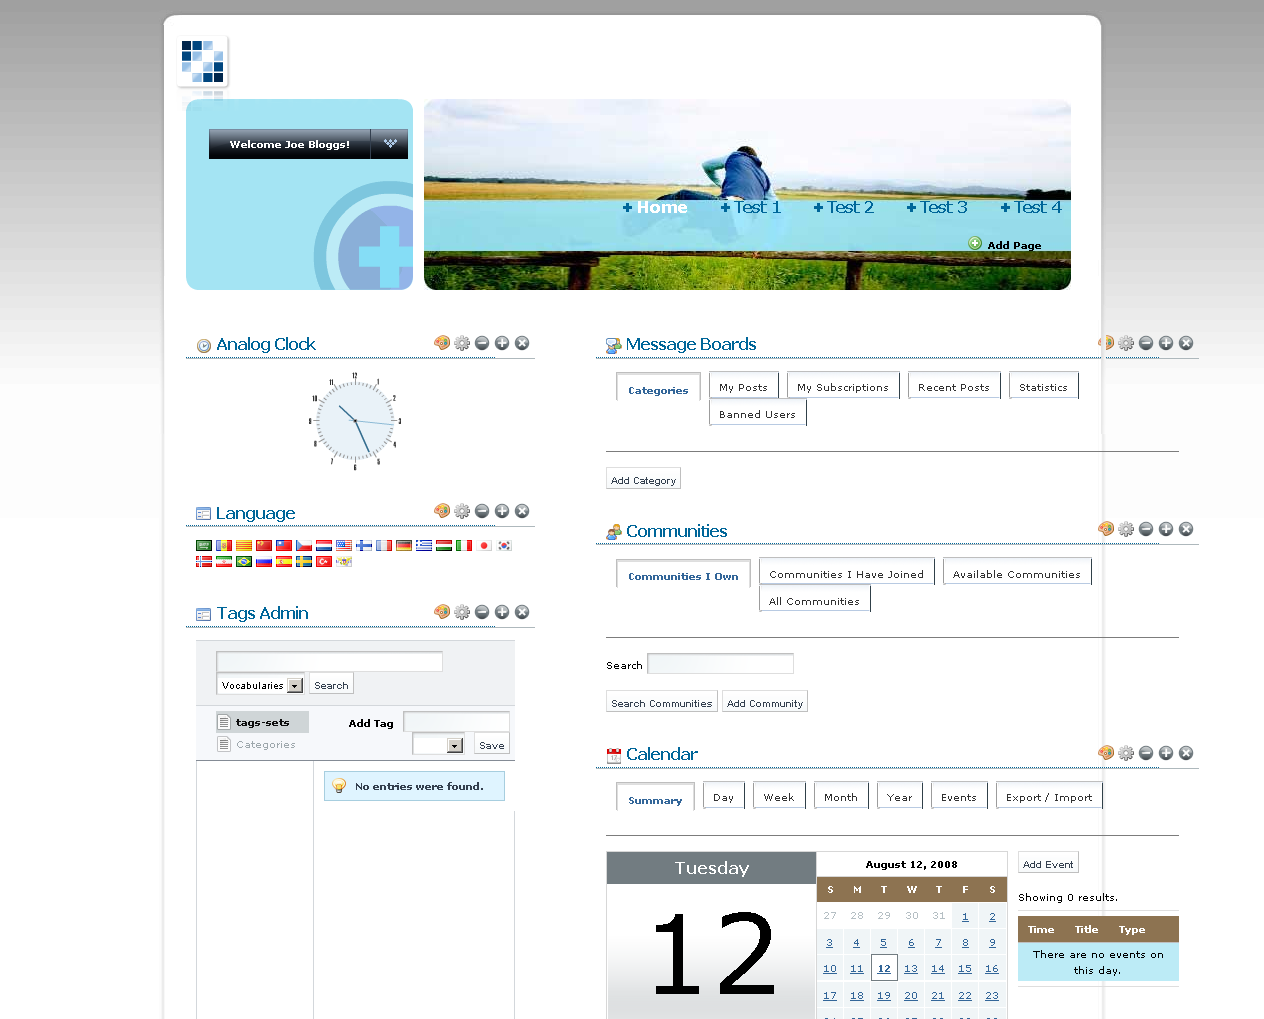 Welcome Joe Bloggs!
Home Test 1 Test 2 Test 3 Test 4
Add Page
Analog Clock
12 1 2 3 4 5 6 7 8 9 10 11
Language
Tags Admin
Vocabularies Search
tags-sets Add Tag
Categories Save
No entries were found.
Message Boards
Categories My Posts My Subscriptions Recent Posts Statistics
Banned Users
Add Category
Communities
Communities I Own Communities I Have Joined Available Communities
All Communities
Search
Search Communities Add Community
Calendar
Summary Day Week Month Year Events Export / Import
Tuesday
12
August 12, 2008
S M T W T F S
27 28 29 30 31 1 2
3 4 5 6 7 8 9
10 11 12 13 14 15 16
17 18 19 20 21 22 23
Add Event
Showing 0 results.
Time Title Type
There are no events on
this day.